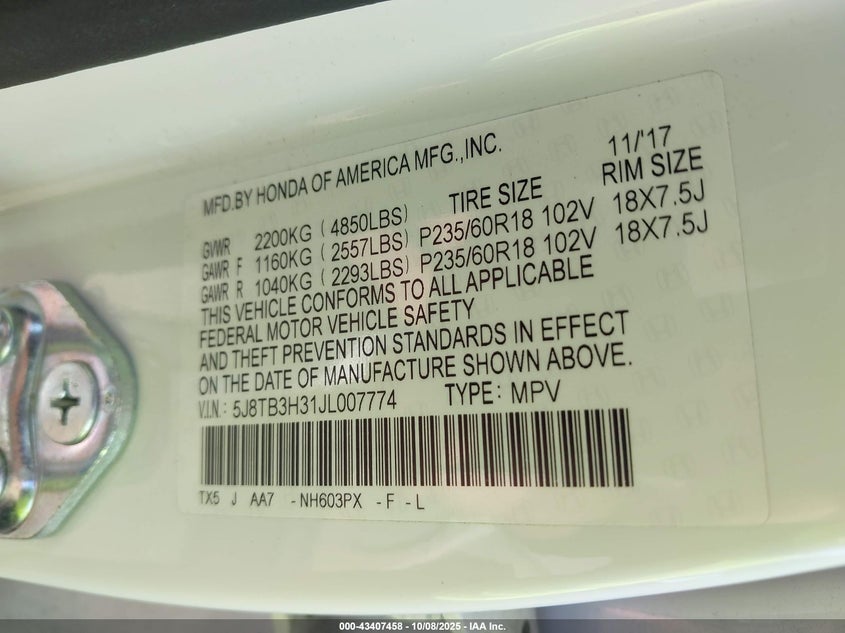 MFD.BY HONDA OF AMERICA MFG.,INC. 11/'17
GVWR 2200KG ( 4850LBS) TIRE SIZE RIM SIZE
GAWR F 1160KG ( 2557LBS) P235/60R18 102V 18X7.5J
GAWR R 1040KG ( 2293LBS) P235/60R18 102V 18X7.5J
THIS VEHICLE CONFORMS TO ALL APPLICABLE
FEDERAL MOTOR VEHICLE SAFETY
AND THEFT PREVENTION STANDARDS IN EFFECT
ON THE DATE OF MANUFACTURE SHOWN ABOVE.
V.I.N.: 5J8TB3H31JL007774 TYPE: MPV
TX5 J AA7 - NH603PX - F - L
000-43407458 - 10/08/2025 - IAA Inc.